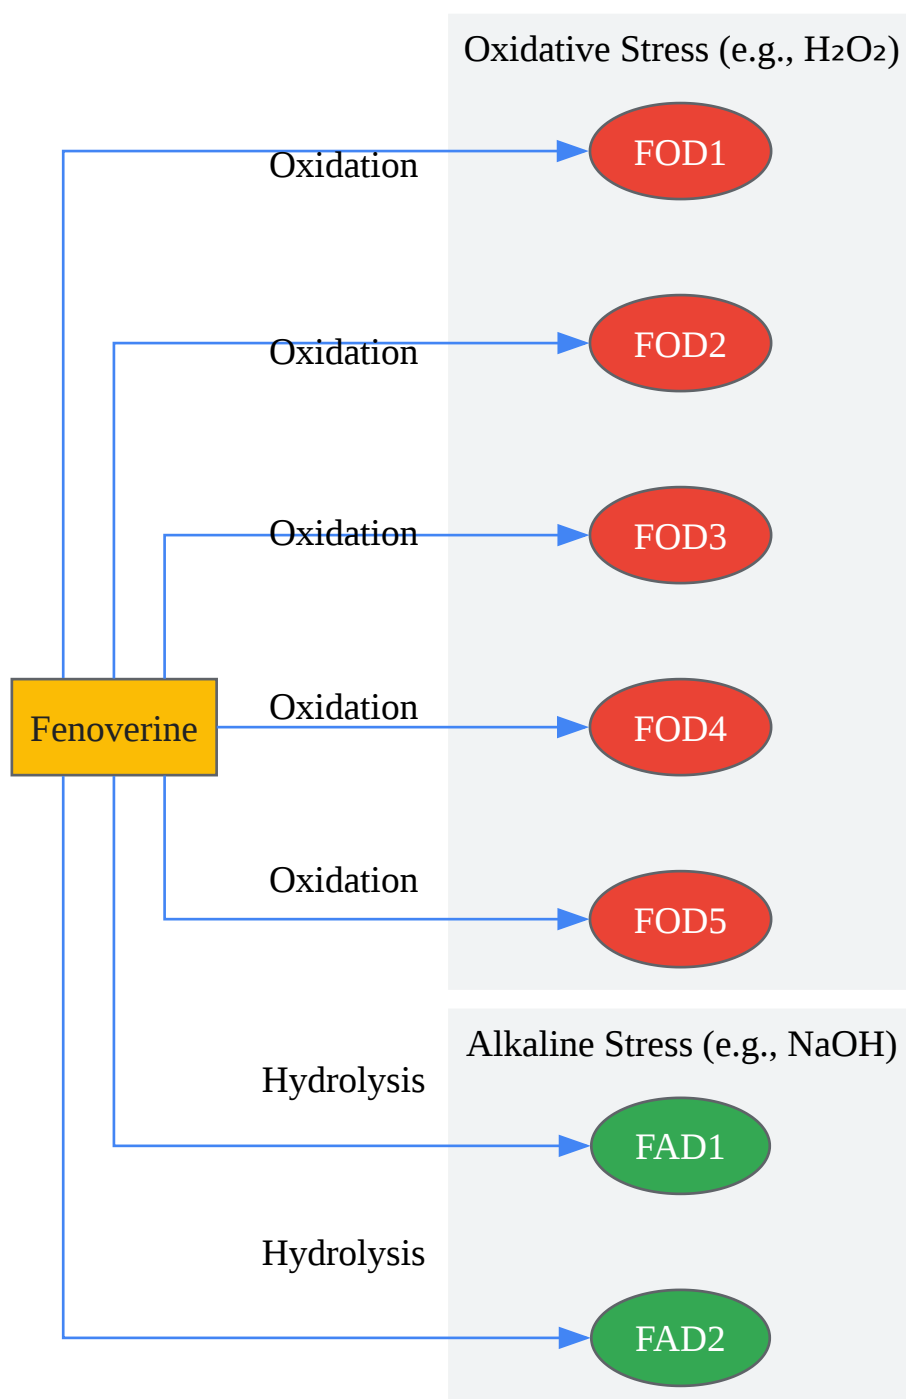 Oxidative Stress (e.g., H₂O₂)
Oxidation
FOD1
Oxidation
FOD2
Oxidation
FOD3
Fenoverine
Oxidation
FOD4
Oxidation
FOD5
Alkaline Stress (e.g., NaOH)
Hydrolysis
FAD1
Hydrolysis
FAD2